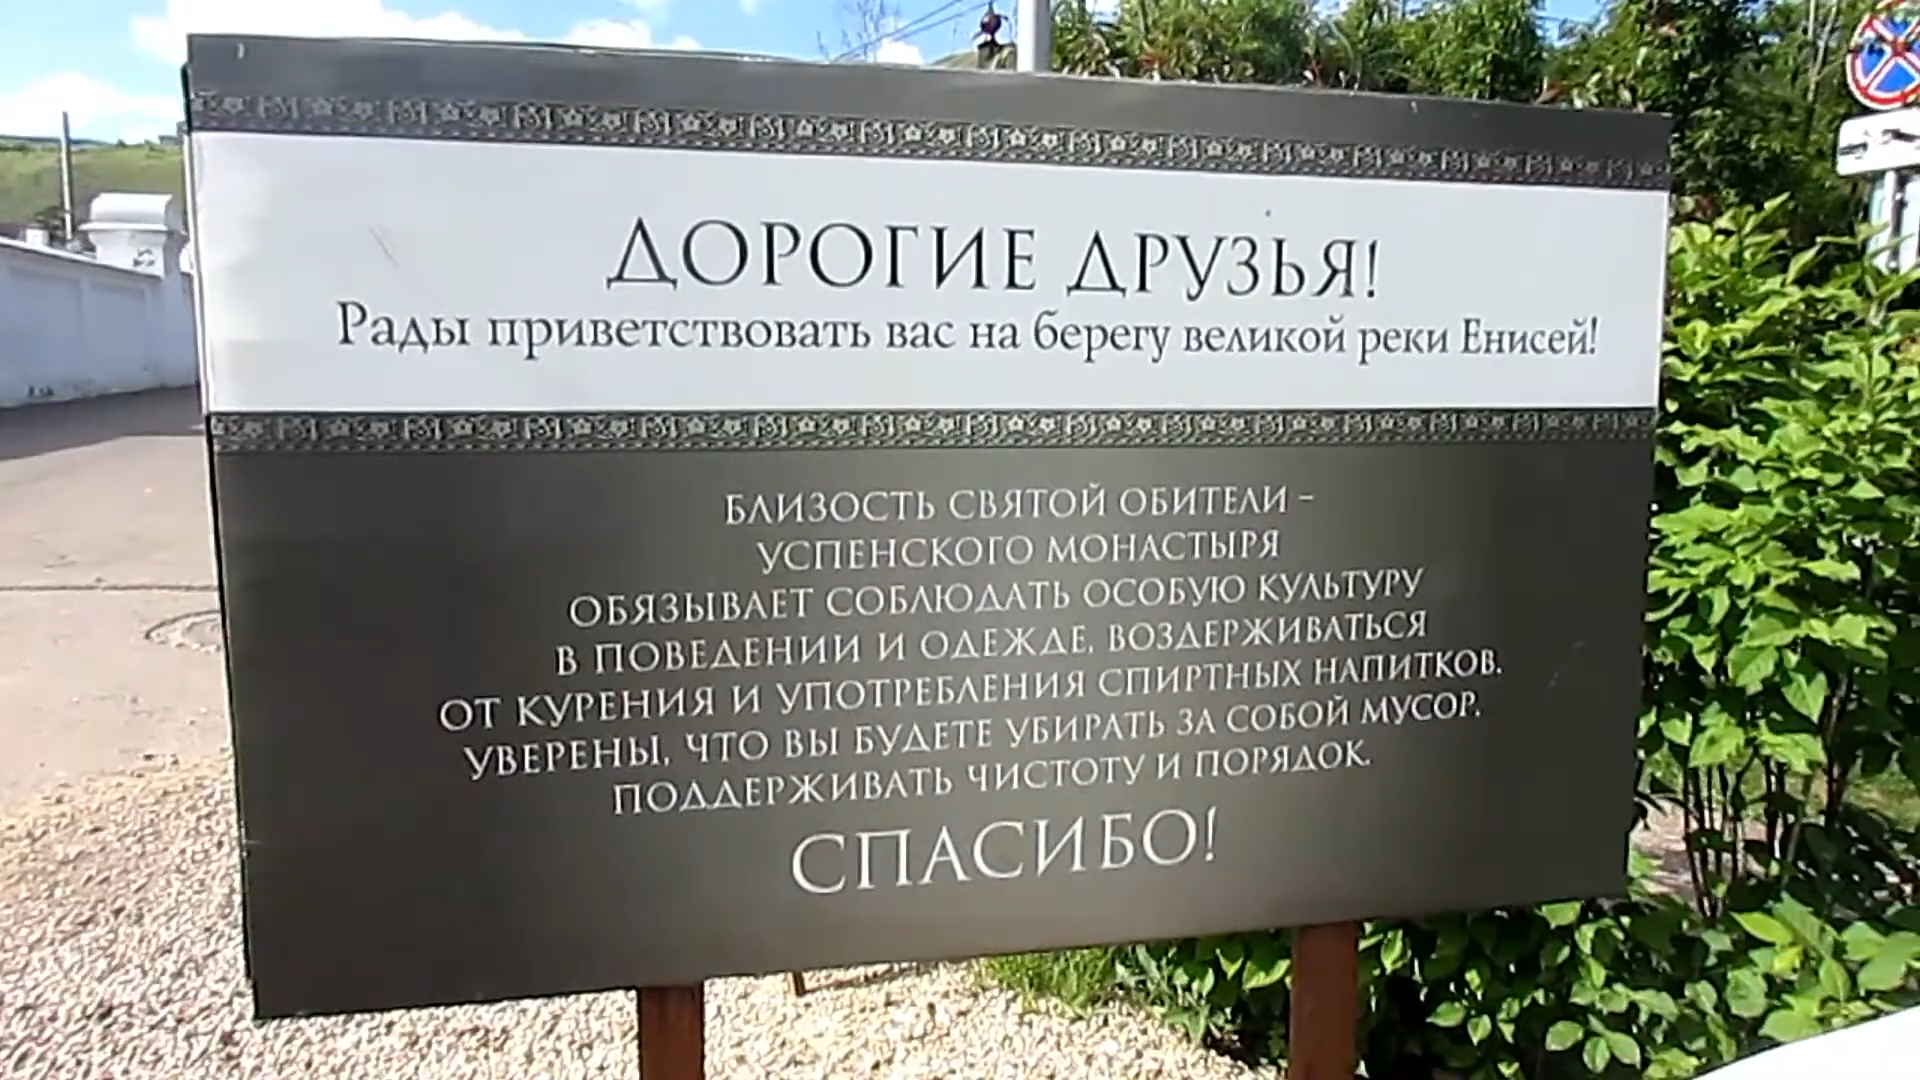 ДОРОГИЕ ДРУЗЬЯ!
Рады приветствовать вас на берегу великой реки Енисей!
БЛИЗОСТЬ СВЯТОЙ ОБИТЕЛИ –
УСПЕНСКОГО МОНАСТЫРЯ
ОБЯЗЫВАЕТ СОБЛЮДАТЬ ОСОБУЮ КУЛЬТУРУ
В ПОВЕДЕНИИ И ОДЕЖДЕ, ВОЗДЕРЖИВАТЬСЯ
ОТ КУРЕНИЯ И УПОТРЕБЛЕНИЯ СПИРТНЫХ НАПИТКОВ.
УВЕРЕНЫ, ЧТО ВЫ БУДЕТЕ УБИРАТЬ ЗА СОБОЙ МУСОР,
ПОДДЕРЖИВАТЬ ЧИСТОТУ И ПОРЯДОК.
СПАСИБО!